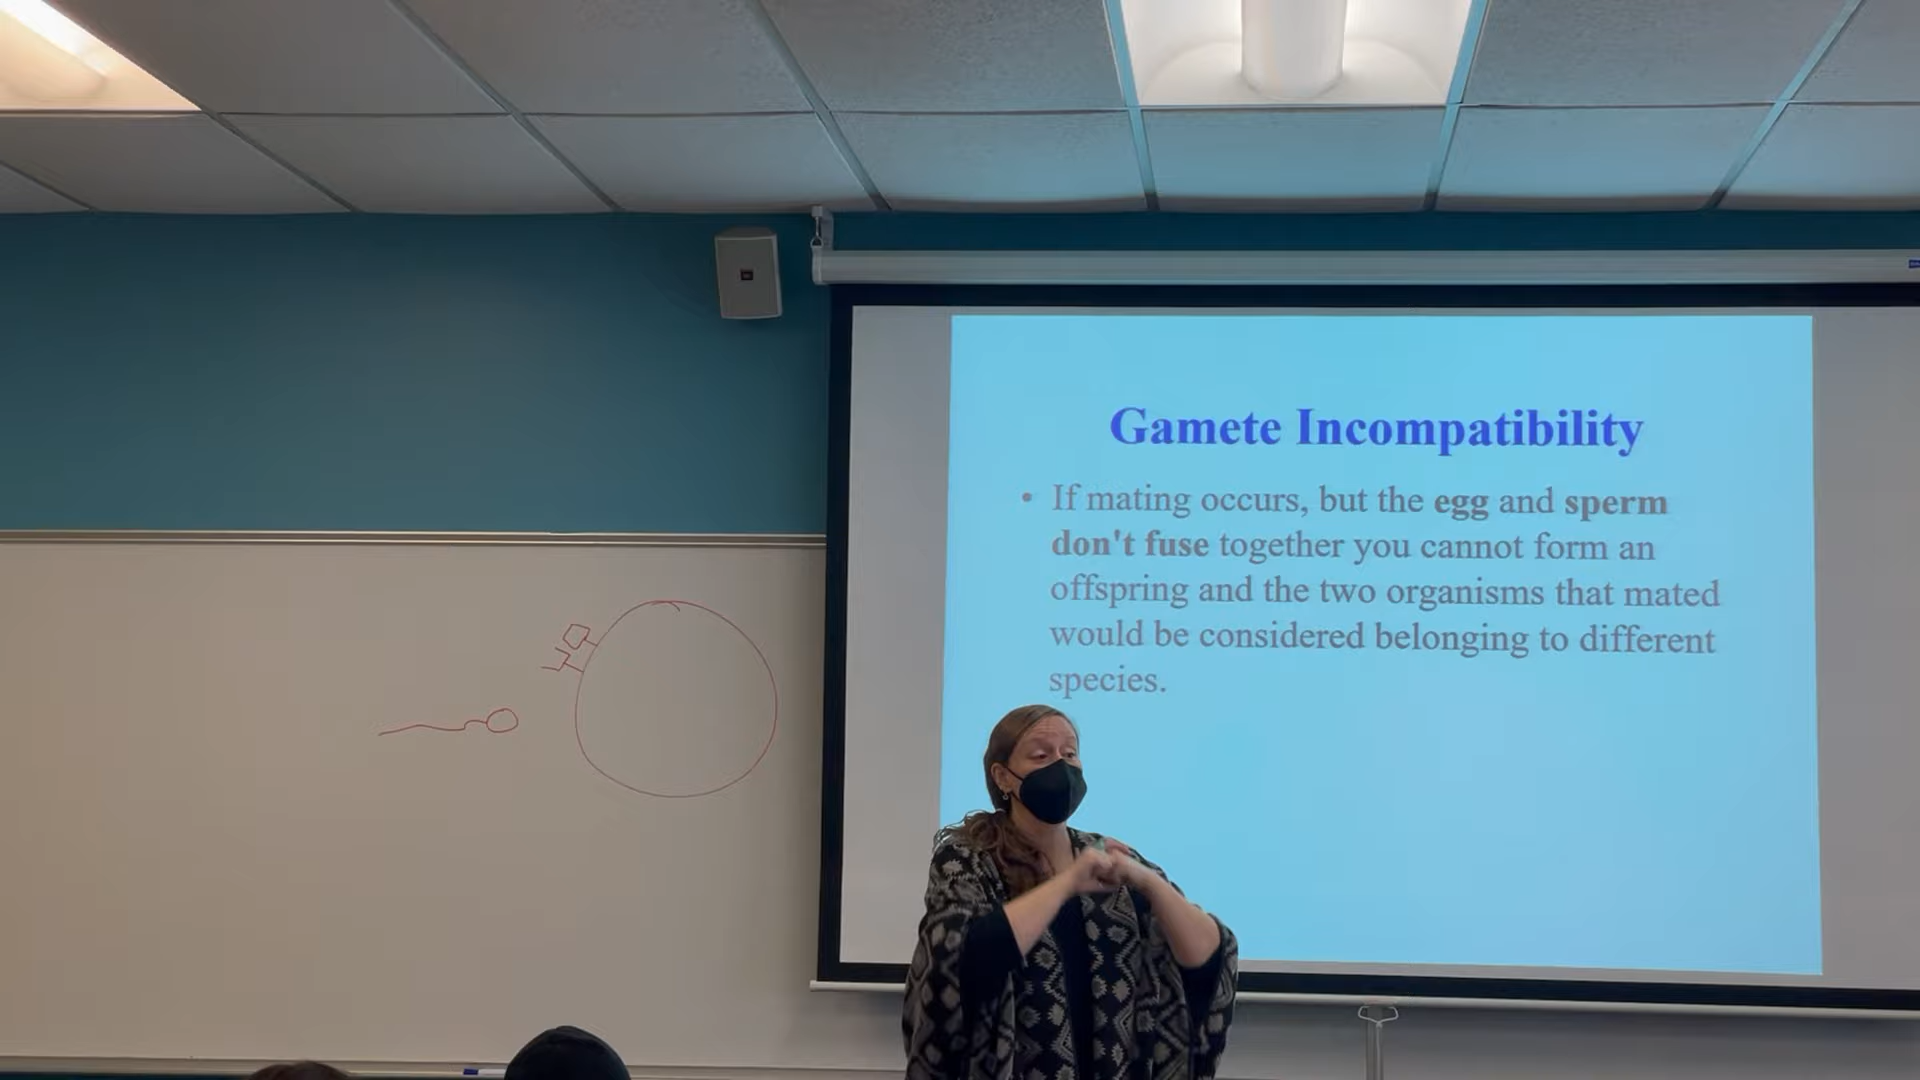 Gamete Incompatibility
• If mating occurs, but the egg and sperm
don't fuse together you cannot form an
offspring and the two organisms that mated
would be considered belonging to different
species.